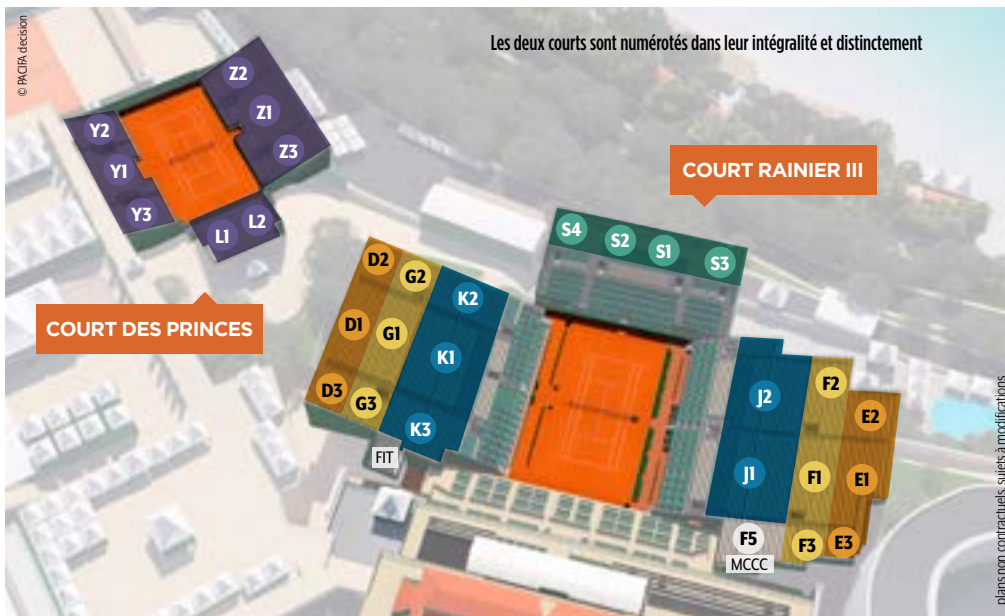 © PACIFA decision
Les deux courts sont numérotés dans leur intégralité et distinctement
Z2
Z1
Z3
Y2
Y1
Y3
L2
L1
COURT RAINIER III
S4
S2
S1
S3
COURT DES PRINCES
D2
G2
K2
D1
G1
K1
D3
G3
K3
FIT
J2
F2
E2
J1
F1
E1
F5
F3
E3
MCCC
plans non contractuels, sujets à modifications